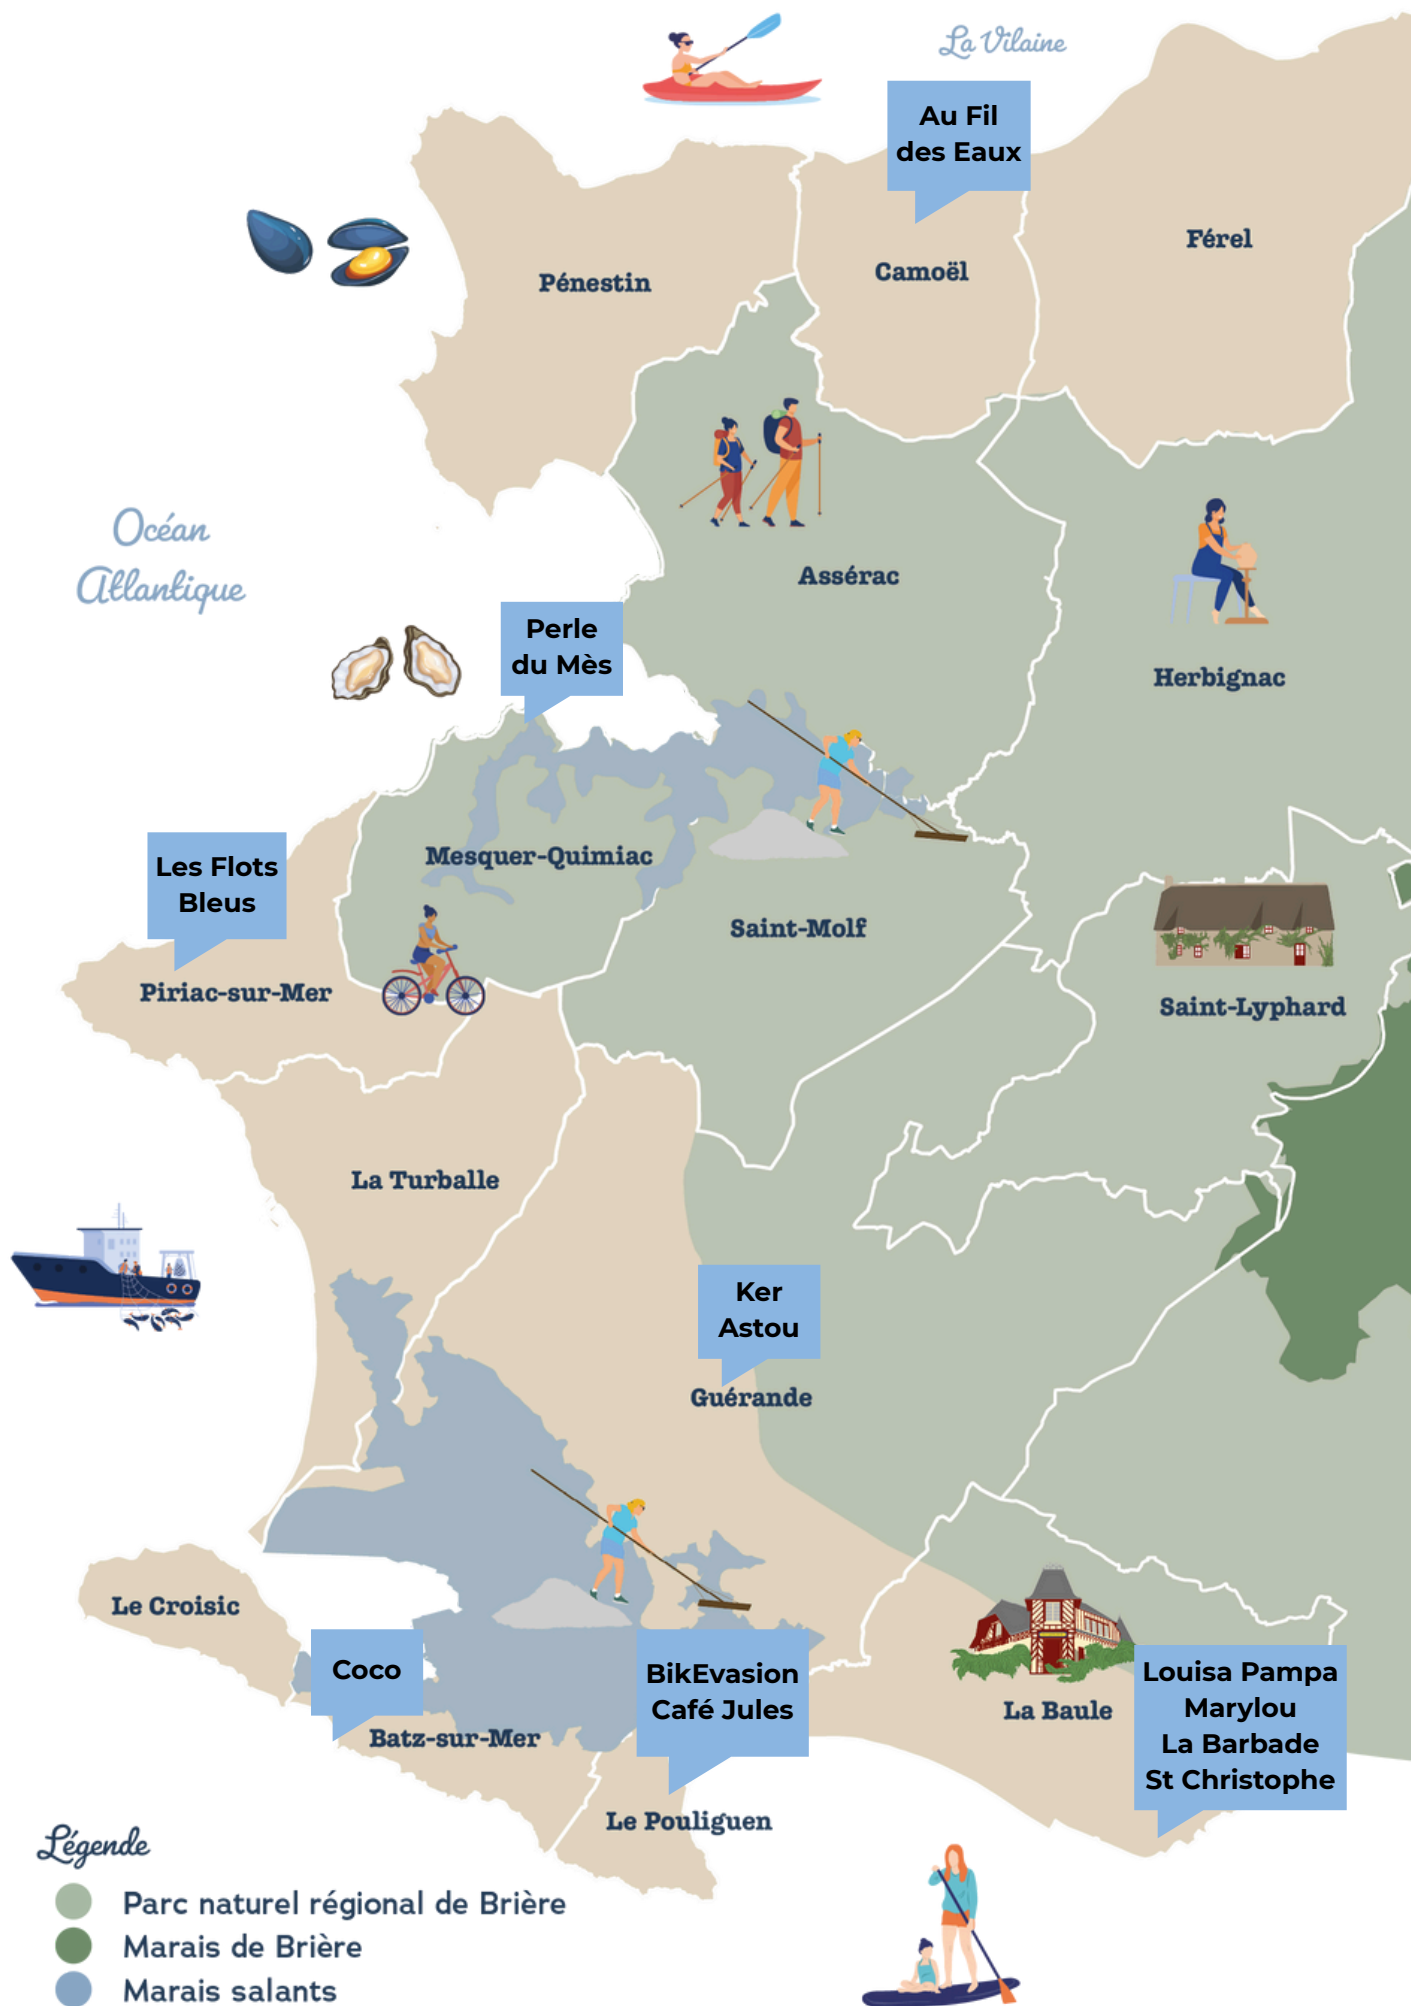 La Vilaine
Au Fil
des Eaux
Férel
Camoël
Pénestin
Océan
Atlantique
Assérac
Perle
du Mès
Herbignac
Mesquer-Quimiac
Les Flots
Bleus
Saint-Molf
Piriac-sur-Mer
Saint-Lyphard
La Turballe
Ker
Astou
Guérande
Le Croisic
Coco
BikEvasion
Café Jules
Louisa Pampa
Marylou
La Barbade
St Christophe
La Baule
Batz-sur-Mer
Le Pouliguen
Légende
Parc naturel régional de Brière
Marais de Brière
Marais salants